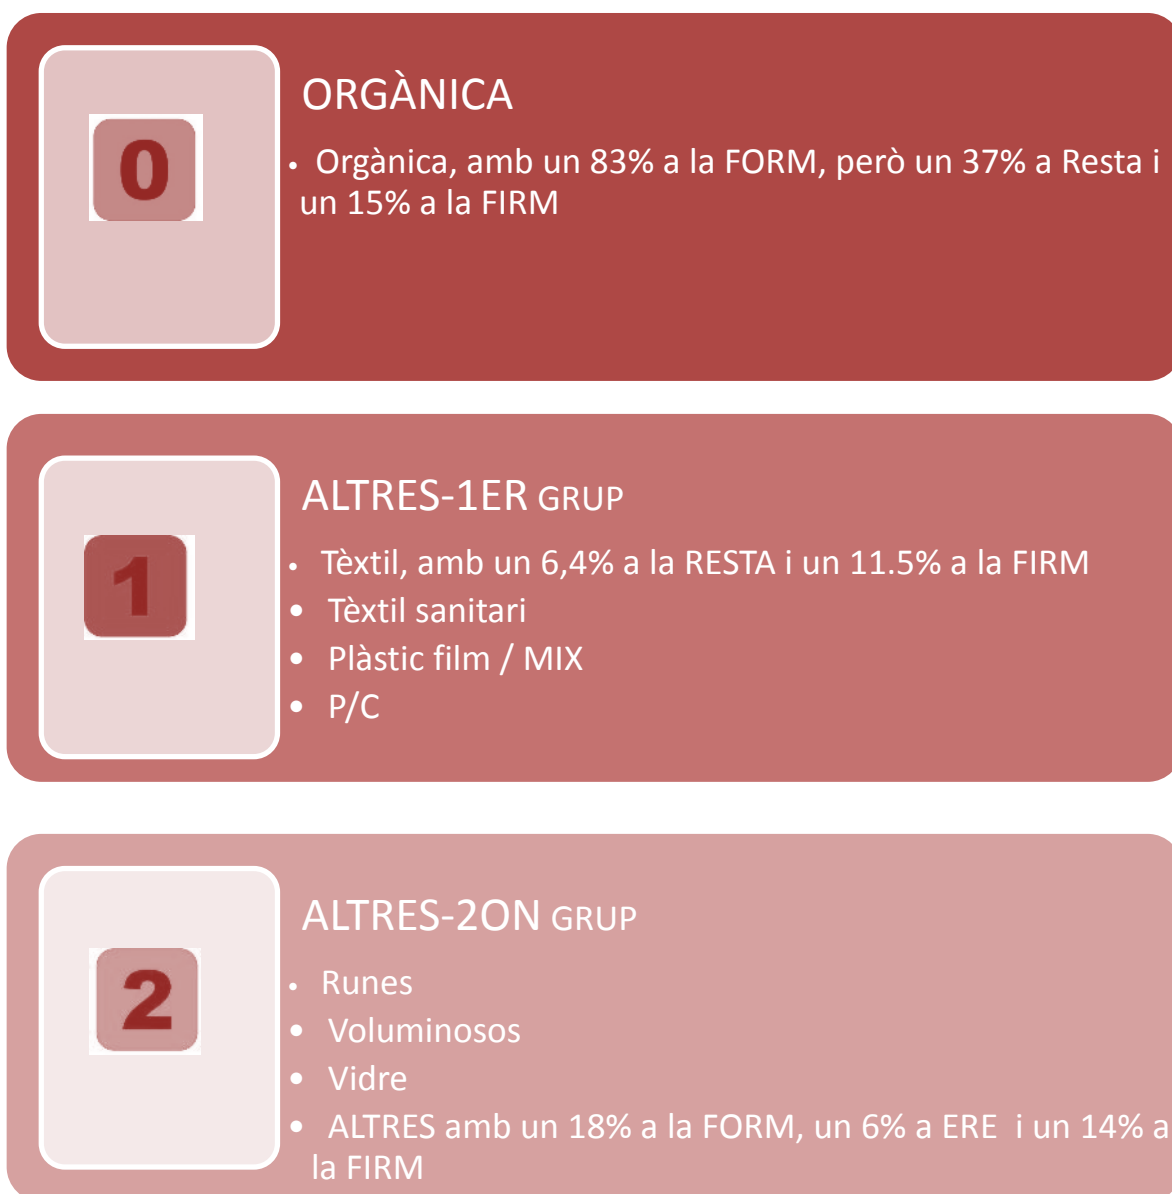 0
ORGÀNICA
• Orgànica, amb un 83% a la FORM, però un 37% a Resta i
un 15% a la FIRM
1
ALTRES-1ER GRUP
• Tèxtil, amb un 6,4% a la RESTA i un 11.5% a la FIRM
• Tèxtil sanitari
• Plàstic film / MIX
• P/C
2
ALTRES-2ON GRUP
• Runes
• Voluminosos
• Vidre
• ALTRES amb un 18% a la FORM, un 6% a ERE i un 14% a
la FIRM